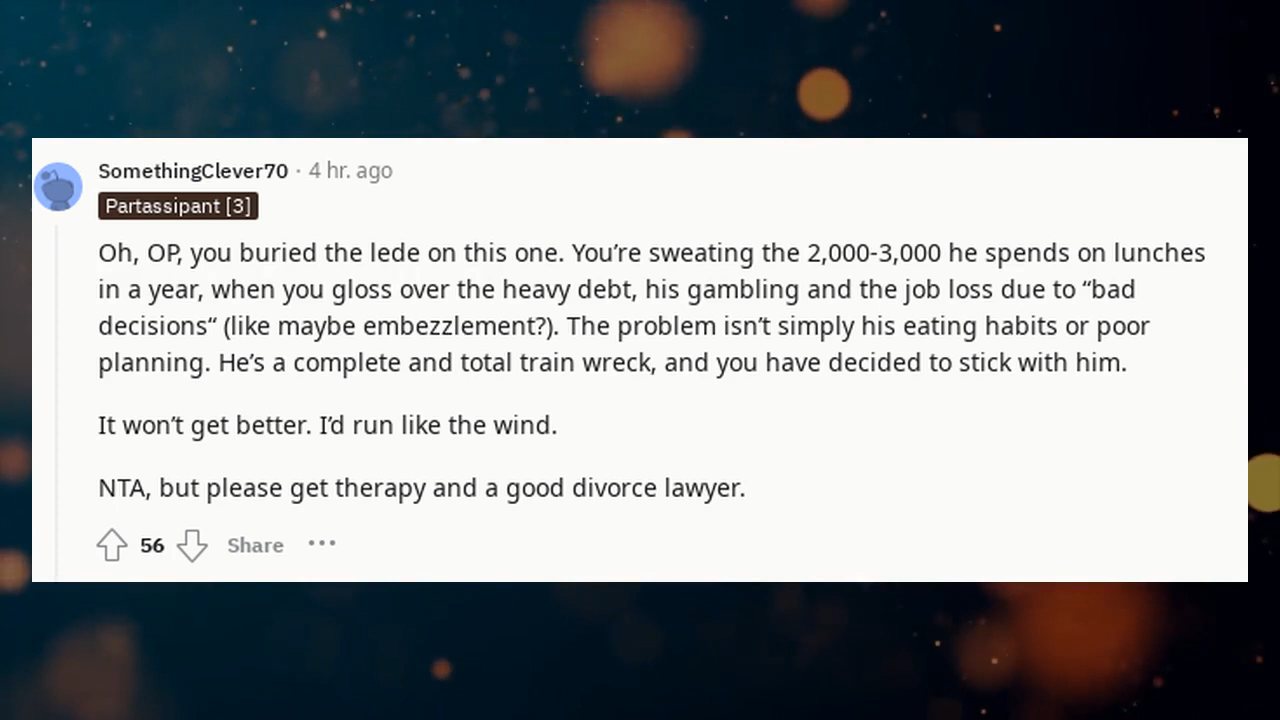 SomethingClever70 · 4 hr. ago
Partassipant [3]
Oh, OP, you buried the lede on this one. You’re sweating the 2,000-3,000 he spends on lunches
in a year, when you gloss over the heavy debt, his gambling and the job loss due to “bad
decisions“ (like maybe embezzlement?). The problem isn’t simply his eating habits or poor
planning. He’s a complete and total train wreck, and you have decided to stick with him.
It won’t get better. I’d run like the wind.
NTA, but please get therapy and a good divorce lawyer.
56 Share